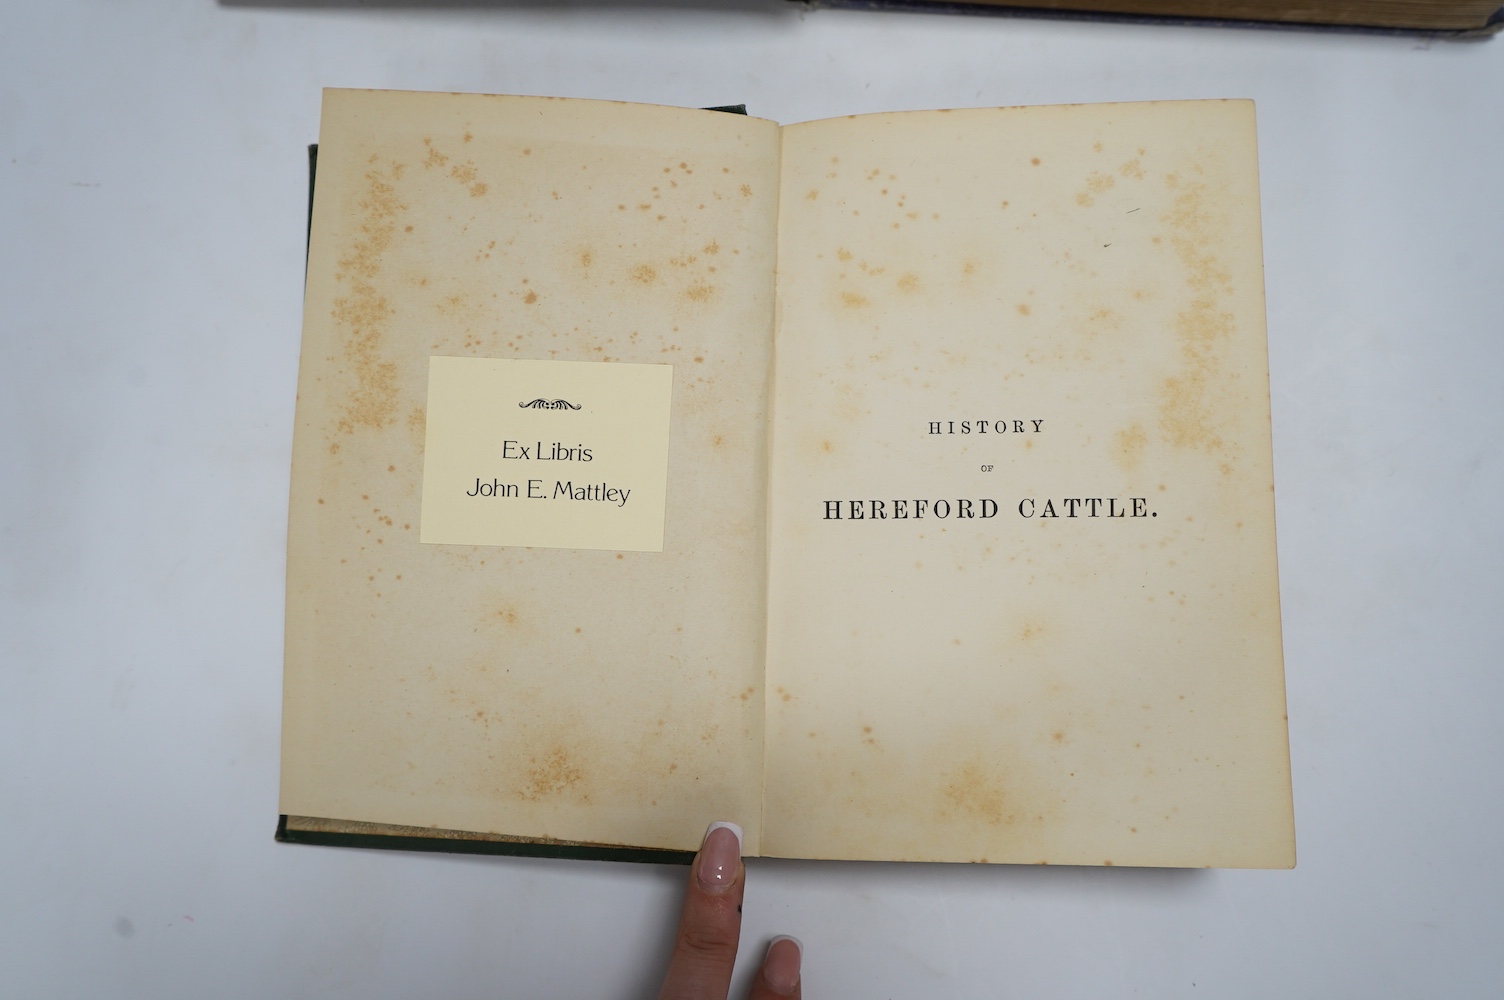 Ex Libris
John E. Mattley
HISTORY
OF
HEREFORD CATTLE.